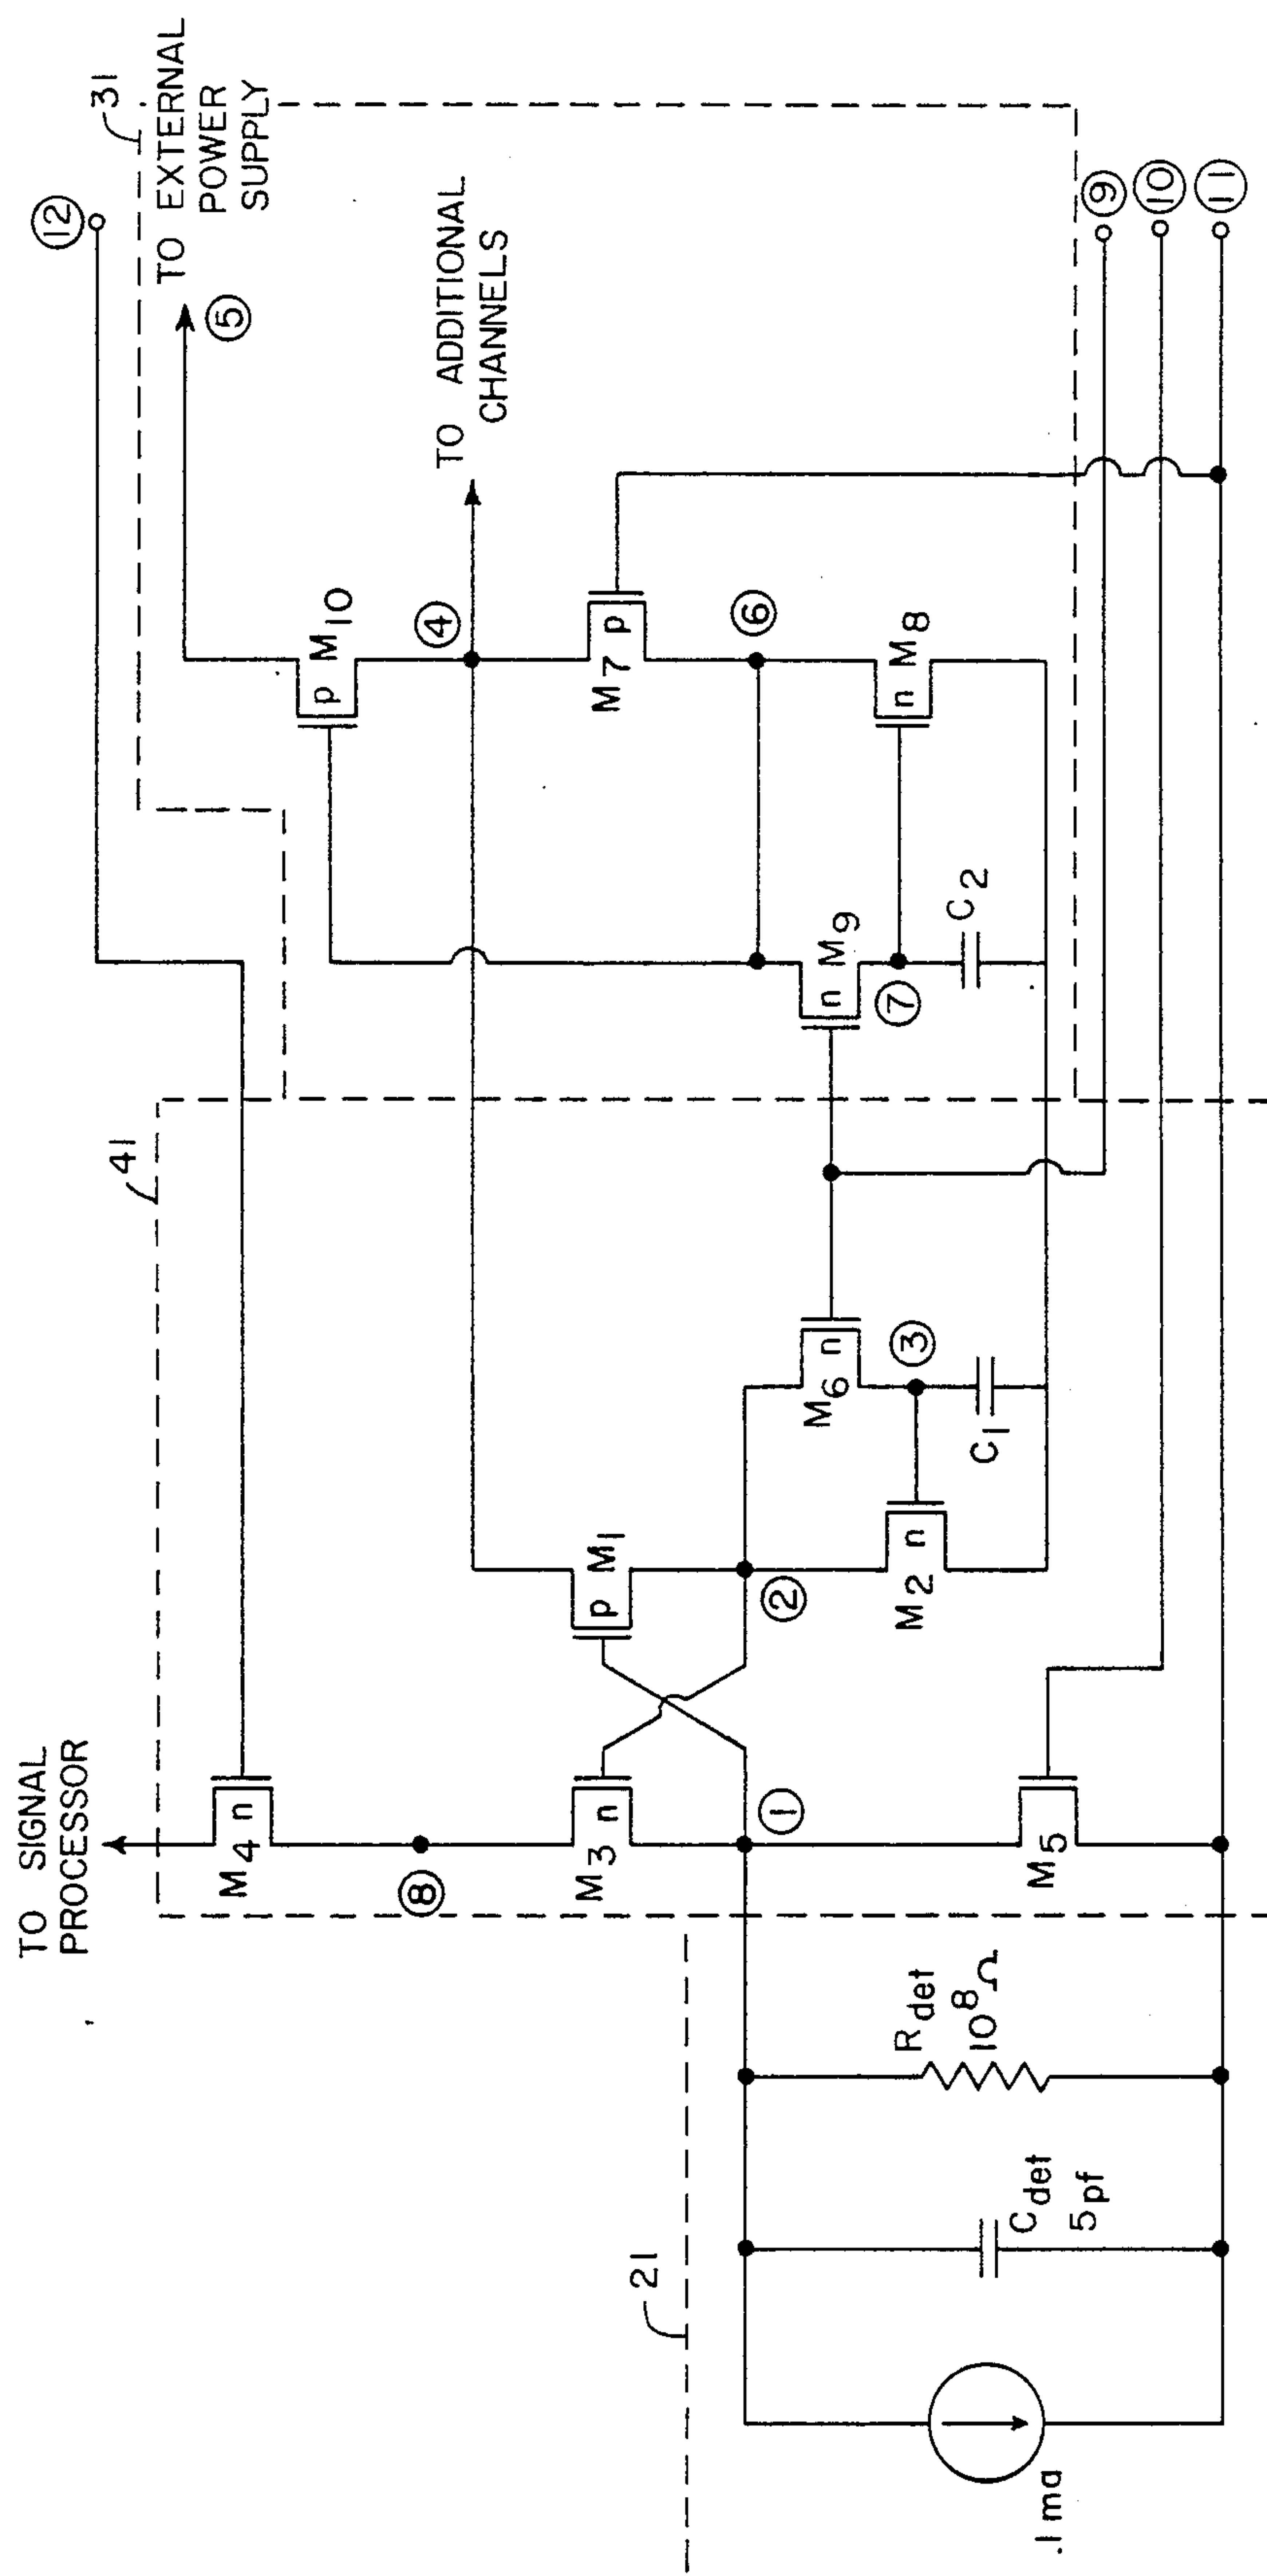 TO SIGNAL
PROCESSOR
41
31
⑫
TO EXTERNAL
POWER
SUPPLY
⑤
M4 n
p M10
④
TO ADDITIONAL
CHANNELS
⑧
M3 n
p M1
M7 p
21
①
②
⑥
M6 n
n M9
③
⑦
n M8
M2 n
C1
C2
Rdet
10⁸Ω
M5
Cdet
5pf
.1 ma
⑨
⑩
⑪